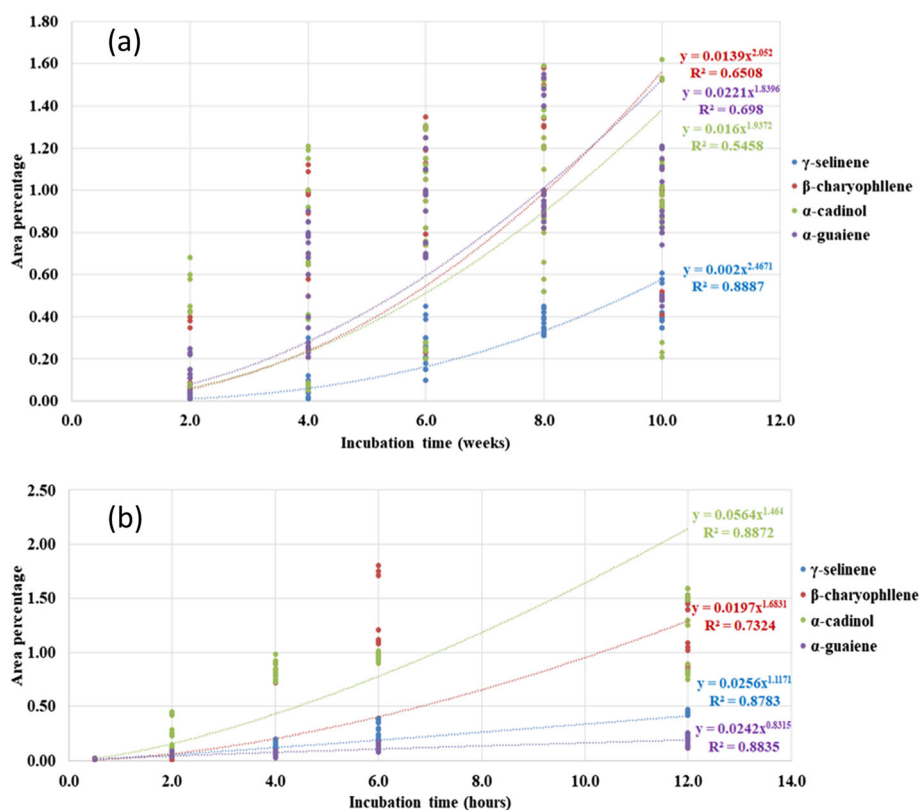 (a)
1.80
1.60
1.40
1.20
1.00
0.80
0.60
0.40
0.20
0.00
Area percentage
0.0 2.0 4.0 6.0 8.0 10.0 12.0
Incubation time (weeks)
y = 0.0139x^2.052
R² = 0.6508
y = 0.0221x^1.8396
R² = 0.698
y = 0.016x^1.9372
R² = 0.5458
y = 0.002x^2.4671
R² = 0.8887
γ-selinene
β-charyophllene
α-cadinol
α-guaiene
(b)
2.50
2.00
1.50
1.00
0.50
0.00
Area percentage
0.0 2.0 4.0 6.0 8.0 10.0 12.0 14.0
Incubation time (hours)
y = 0.0564x^1.464
R² = 0.8872
y = 0.0197x^1.6831
R² = 0.7324
y = 0.0256x^1.1171
R² = 0.8783
y = 0.0242x^0.8315
R² = 0.8835
γ-selinene
β-charyophllene
α-cadinol
α-guaiene